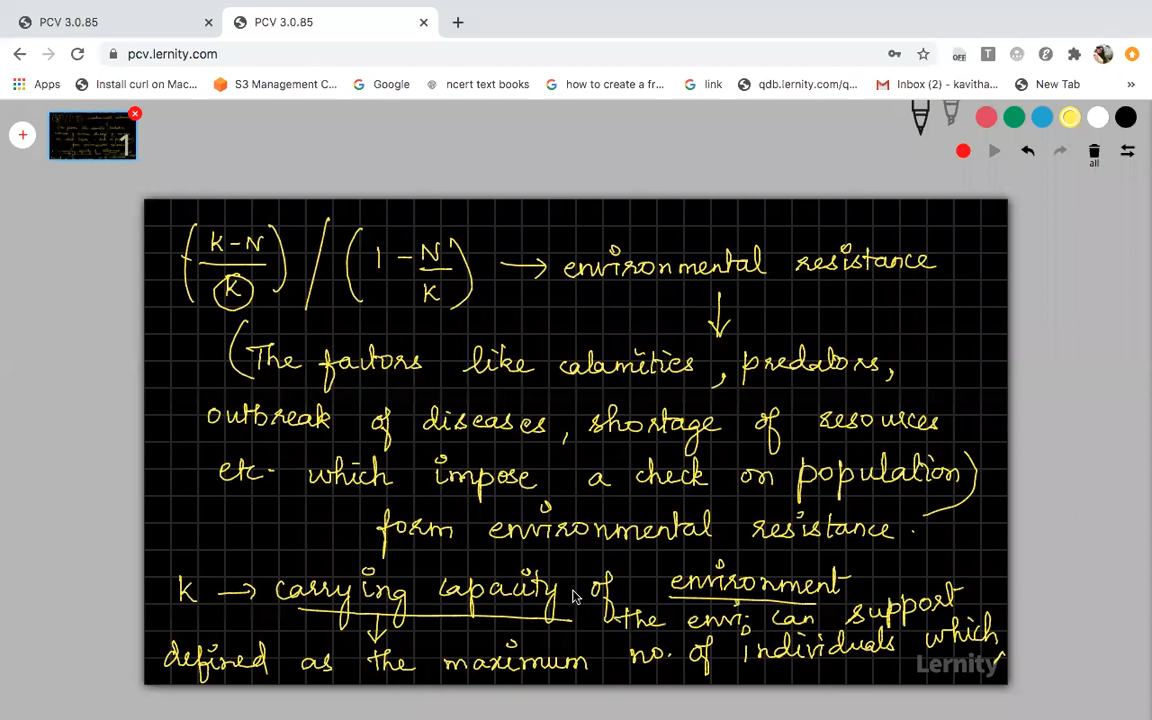 PCV 3.0.85
PCV 3.0.85
pcv.lernity.com
Apps Install curl on Mac... S3 Management C... Google ncert text books how to create a fr... link qdb.lernity.com/q... Inbox (2) - kavitha... New Tab »
OFF T
1
all
(K-N/K) / (1 - N/K) → environmental resistance
(The factors like calamities, predators,
outbreak of diseases, shortage of resources
etc. which impose a check on population)
form environmental resistance.
K → carrying capacity of environment
the envi. can support
defined as the maximum no. of individuals which
Lernity